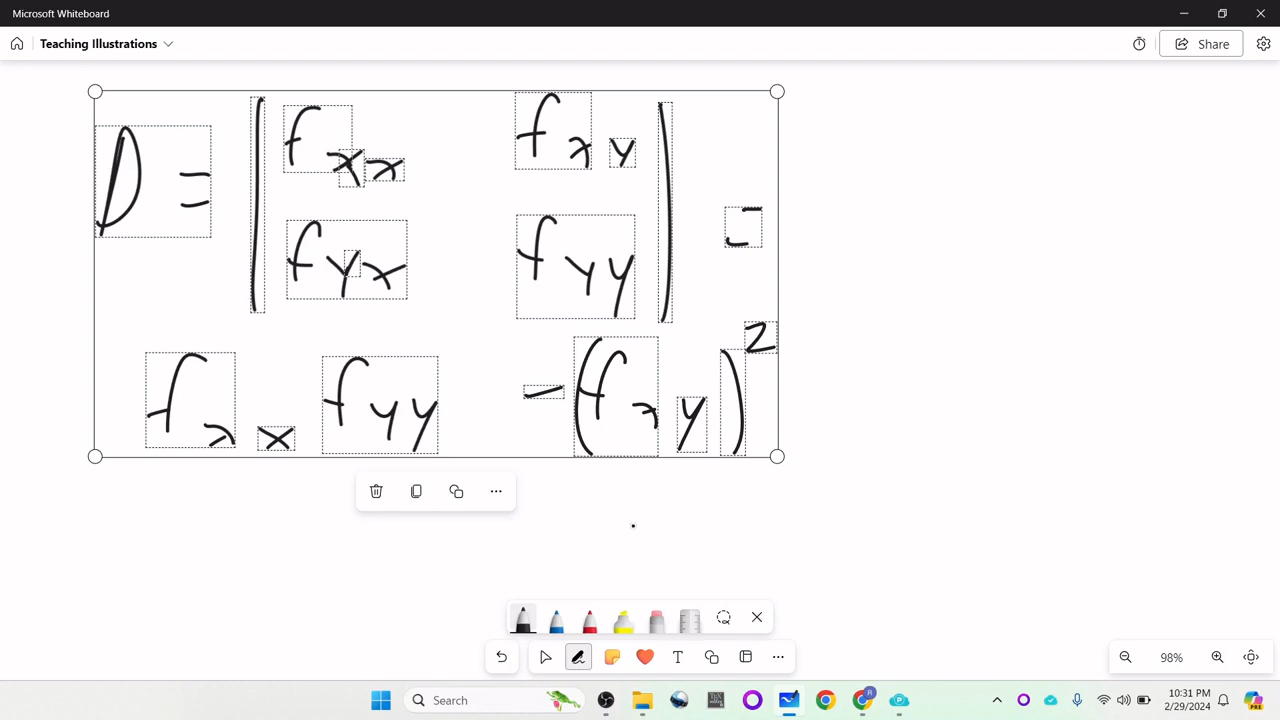 Microsoft Whiteboard
Teaching Illustrations
Share
D = | fxx fxy |
| fyx fyy | =
fxx fyy - (fxy)²
98%
Search
10:31 PM
2/29/2024